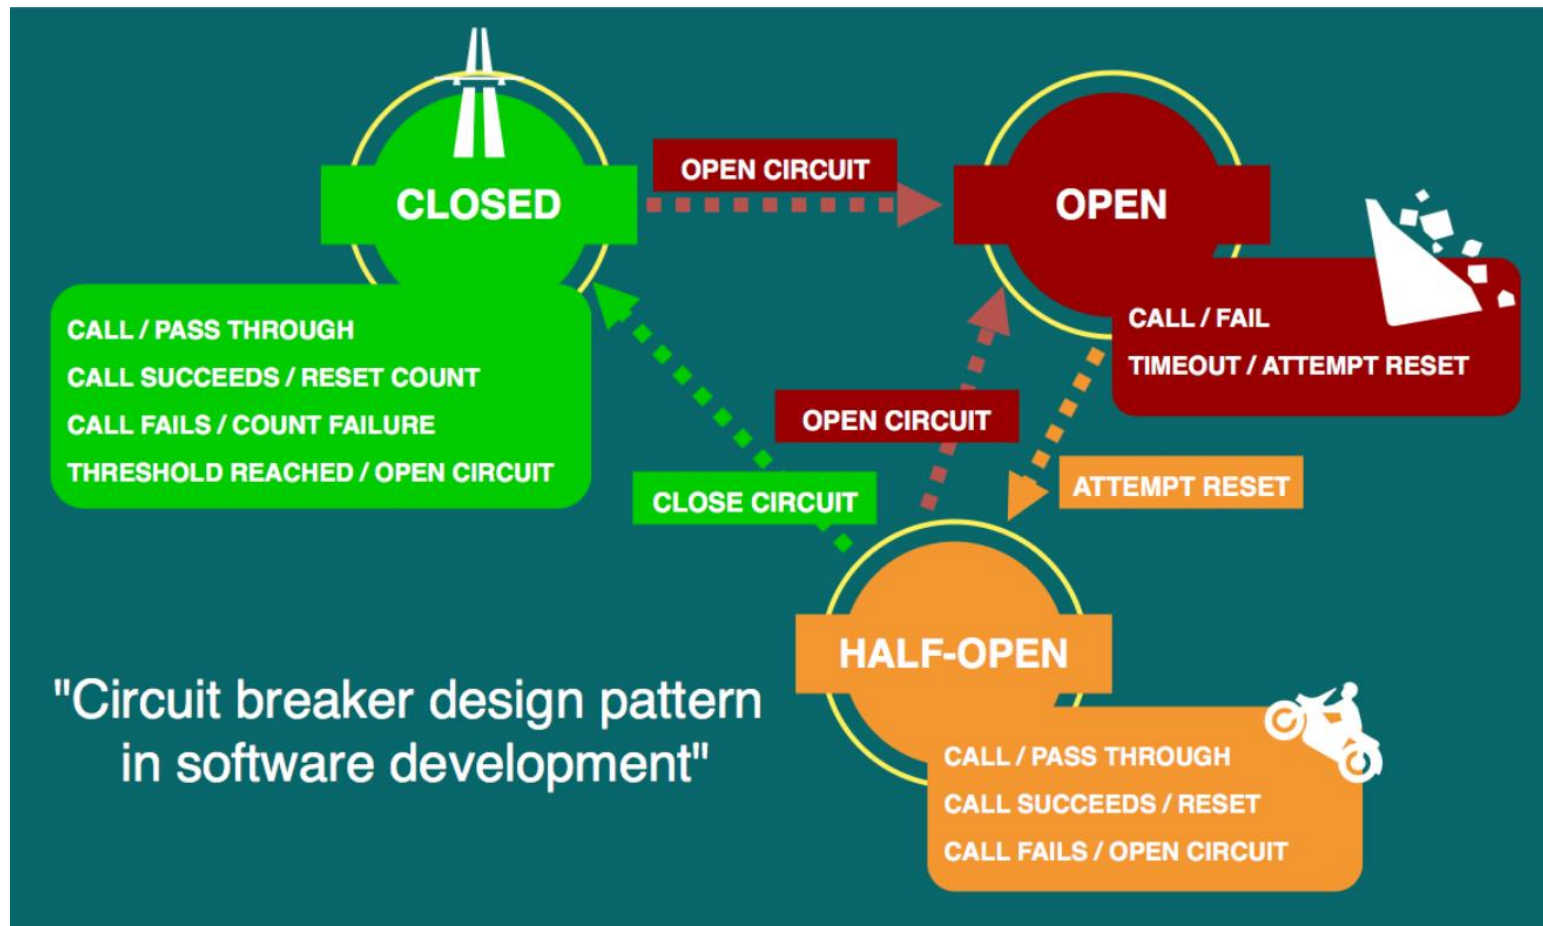 CLOSED
OPEN CIRCUIT
OPEN
CALL / PASS THROUGH
CALL SUCCEEDS / RESET COUNT
CALL FAILS / COUNT FAILURE
THRESHOLD REACHED / OPEN CIRCUIT
CALL / FAIL
TIMEOUT / ATTEMPT RESET
OPEN CIRCUIT
CLOSE CIRCUIT
ATTEMPT RESET
HALF-OPEN
CALL / PASS THROUGH
CALL SUCCEEDS / RESET
CALL FAILS / OPEN CIRCUIT
"Circuit breaker design pattern
in software development"